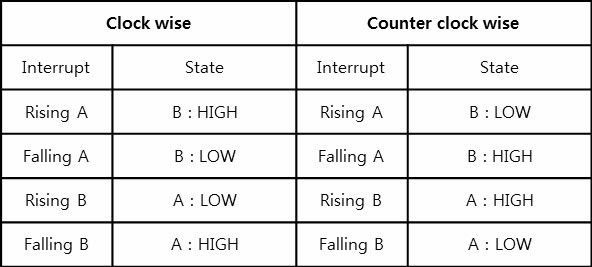 Clock wise Counter clock wise
Interrupt State Interrupt State
Rising A B : HIGH Rising A B : LOW
Falling A B : LOW Falling A B : HIGH
Rising B A : LOW Rising B A : HIGH
Falling B A : HIGH Falling B A : LOW